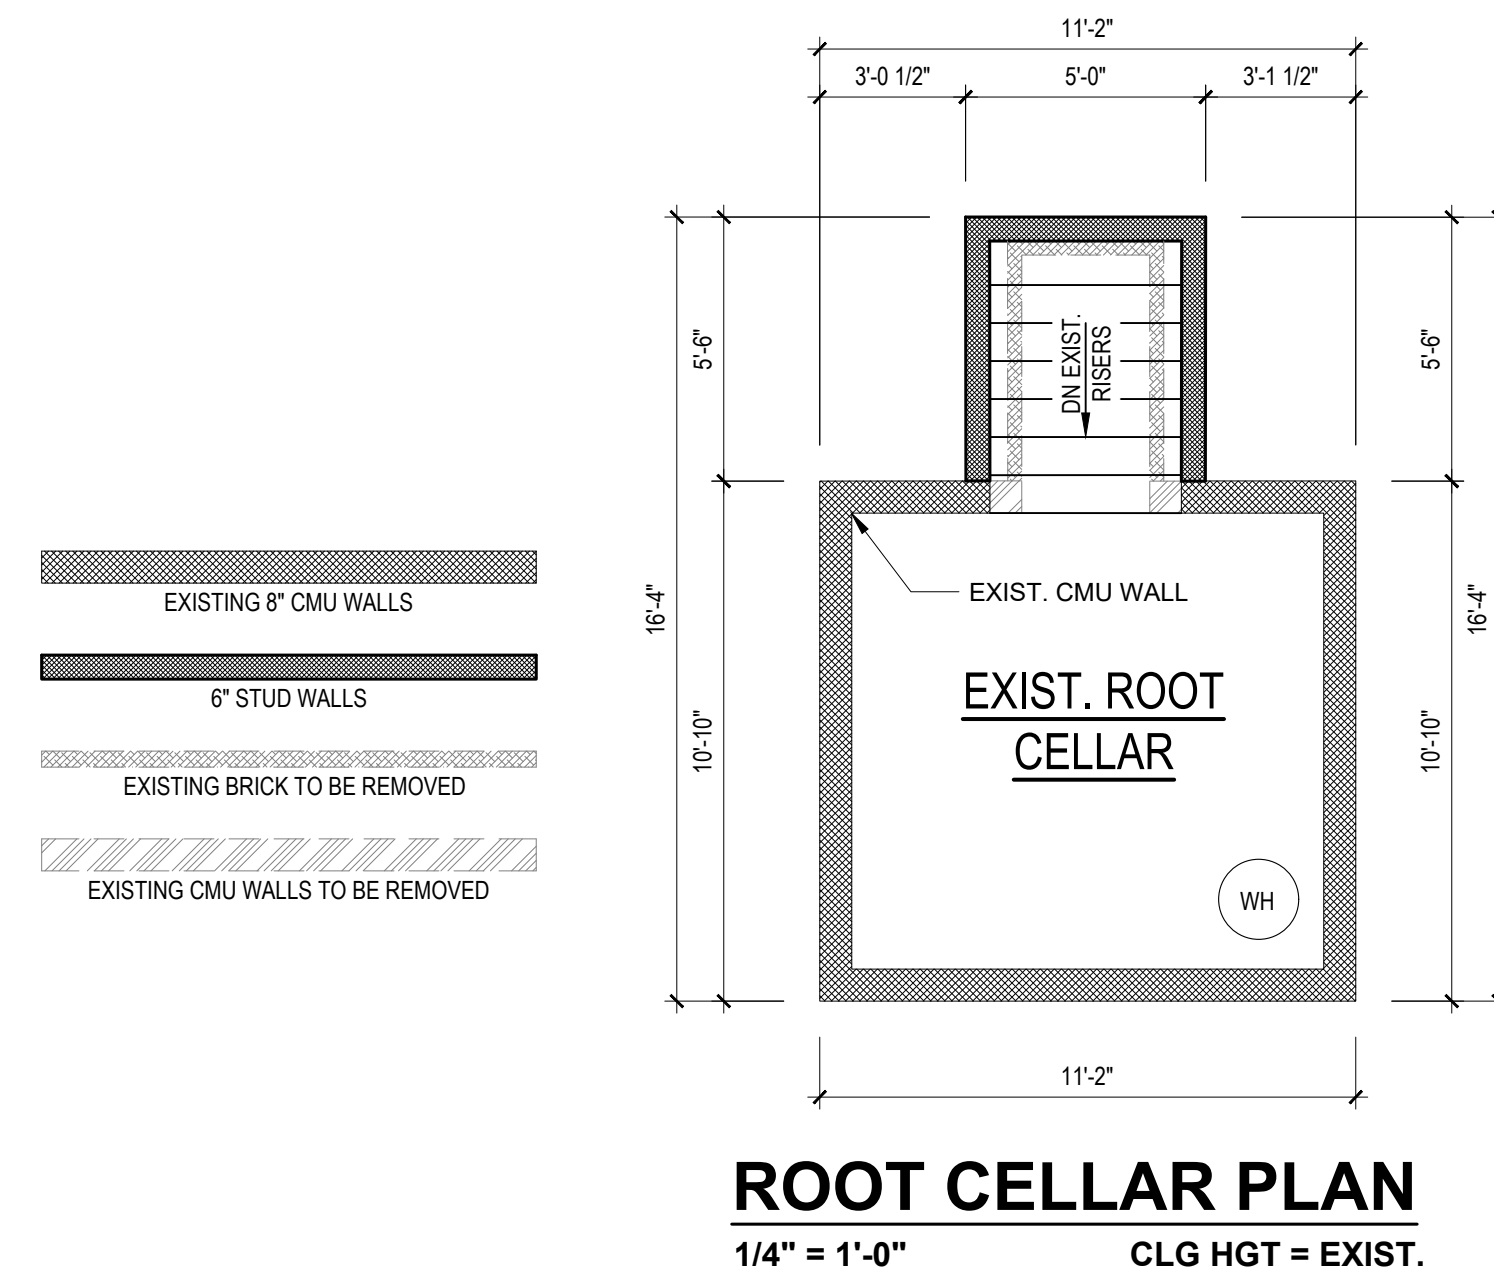 11'-2"
3'-0 1/2" 5'-0" 3'-1 1/2"
5'-6"
5'-6"
DN EXIST.
RISERS
16'-4"
10'-10"
10'-10"
16'-4"
EXIST. CMU WALL
EXIST. ROOT
CELLAR
WH
11'-2"
EXISTING 8" CMU WALLS
6" STUD WALLS
EXISTING BRICK TO BE REMOVED
EXISTING CMU WALLS TO BE REMOVED
ROOT CELLAR PLAN
1/4" = 1'-0" CLG HGT = EXIST.